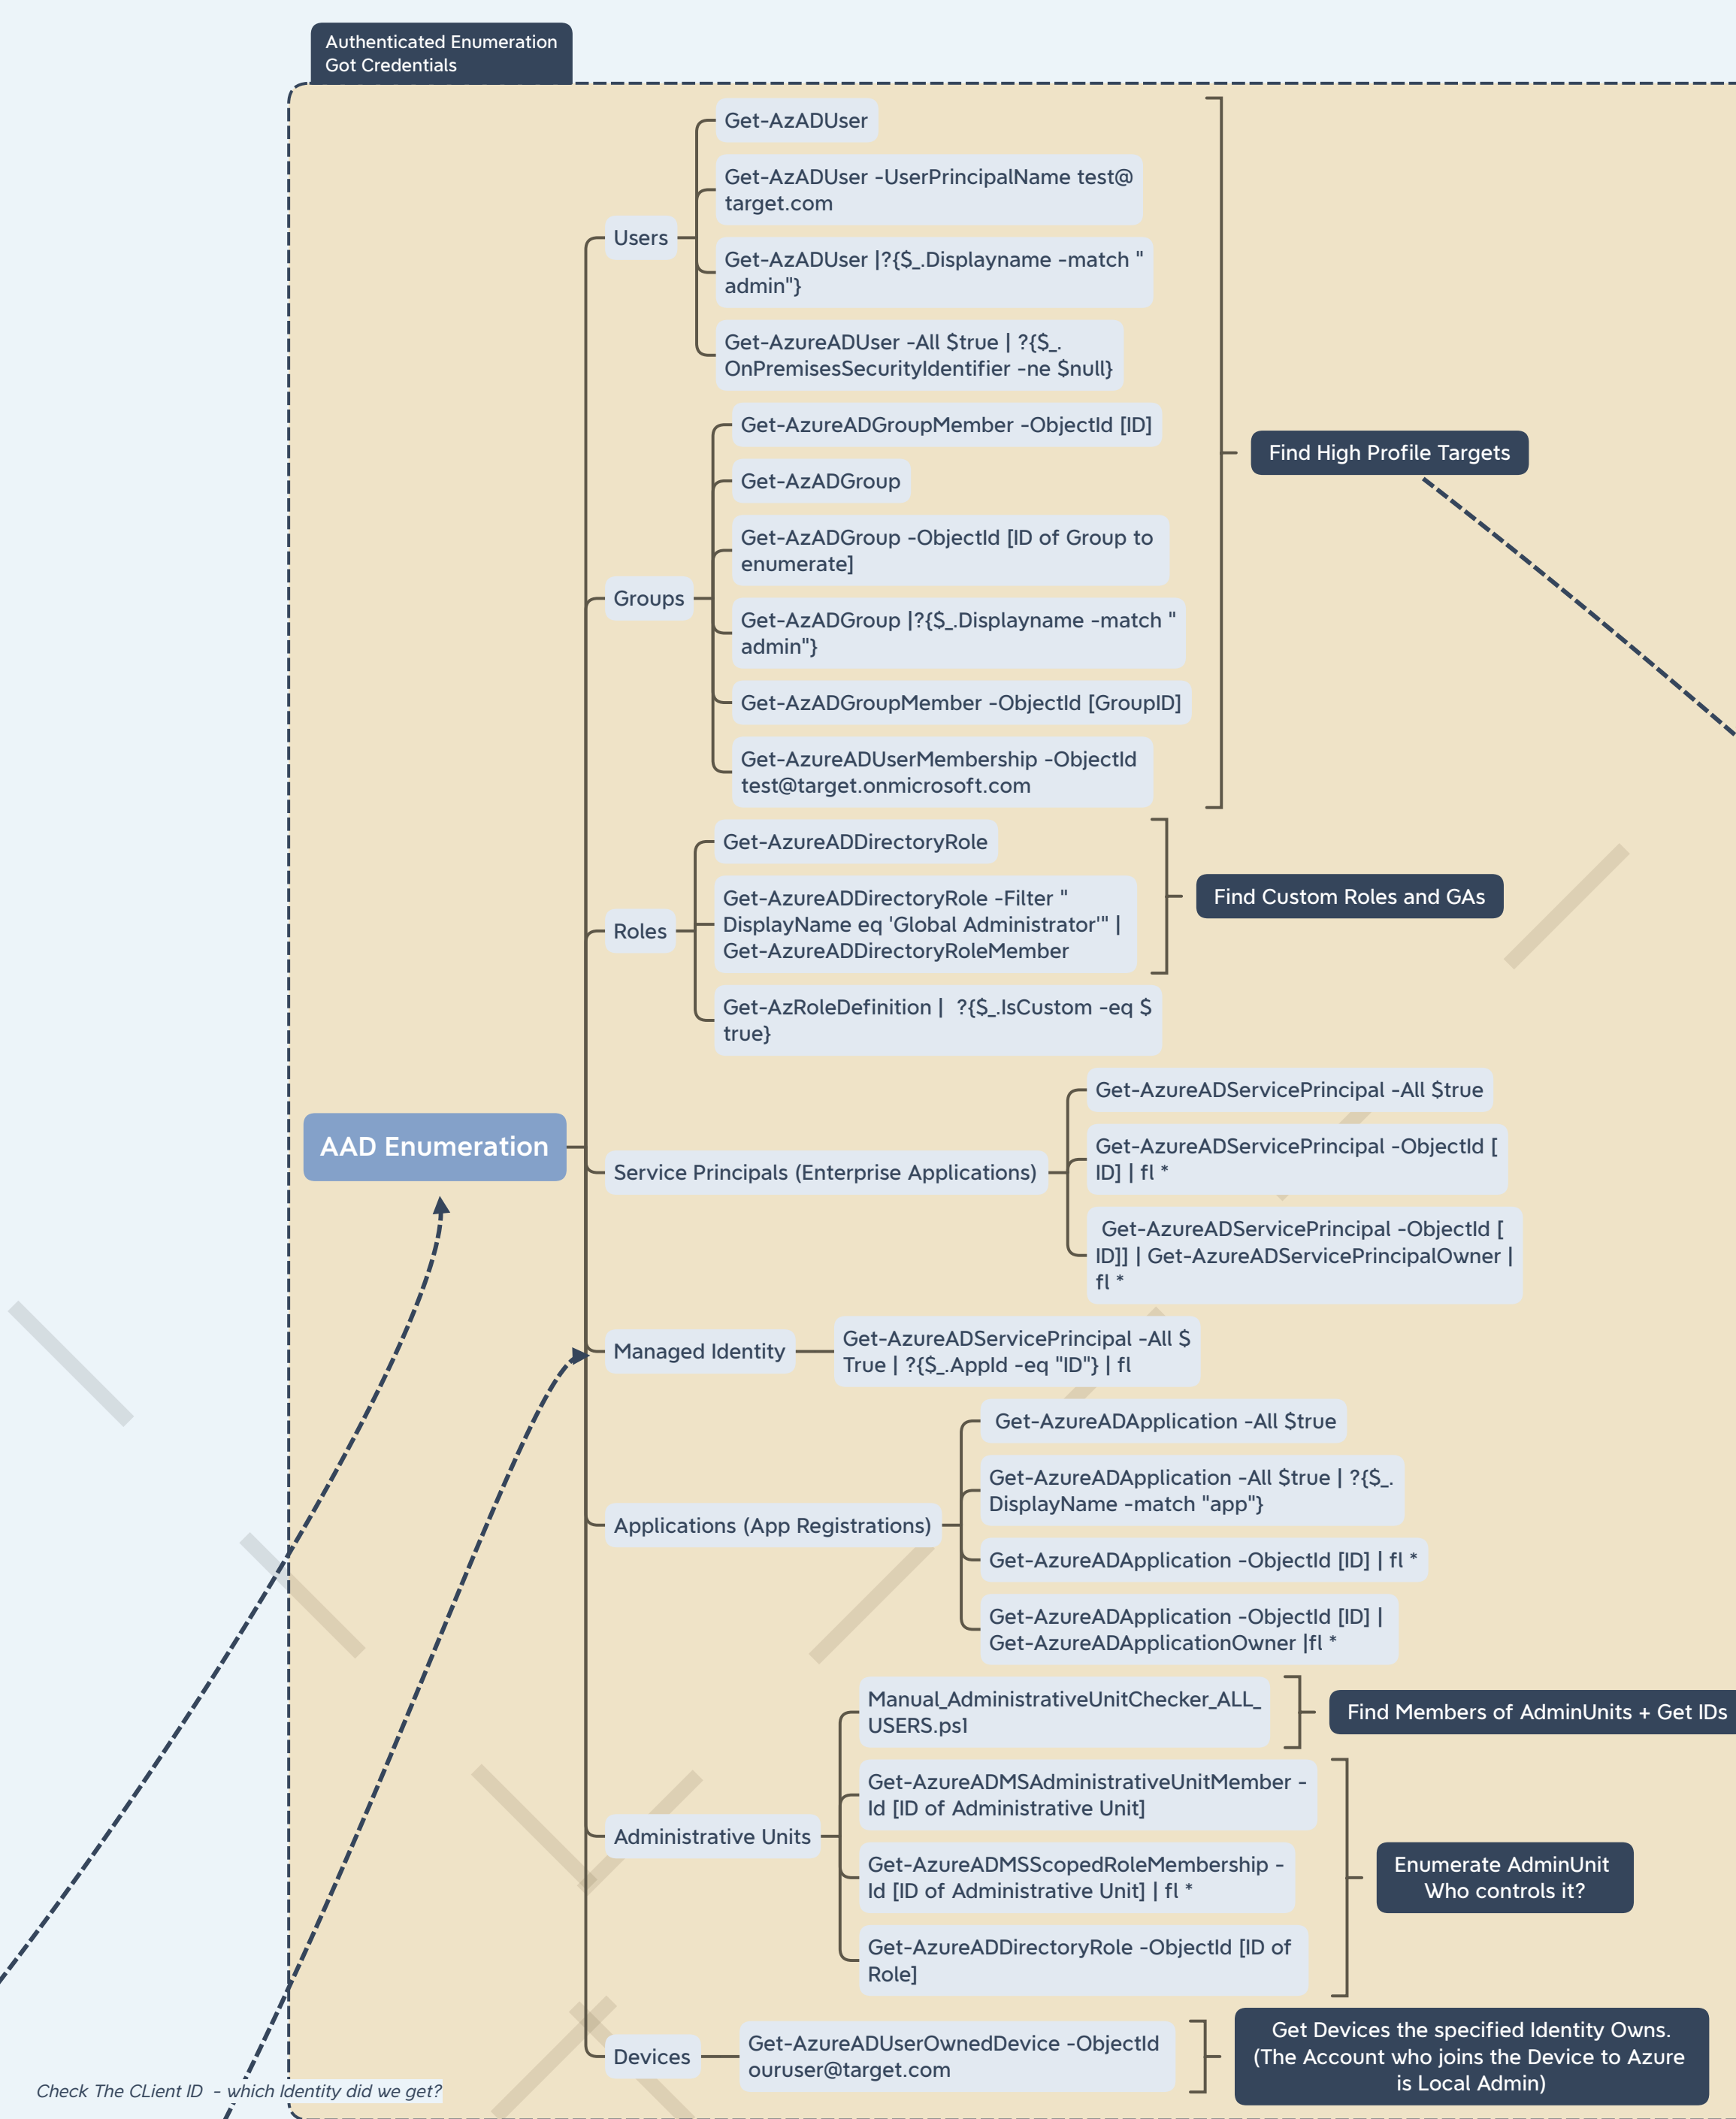 Authenticated Enumeration
Got Credentials
AAD Enumeration
Users
Get-AzADUser
Get-AzADUser -UserPrincipalName test@
target.com
Get-AzADUser |?{$_.Displayname -match "
admin"}
Get-AzureADUser -All $true | ?{$_.
OnPremisesSecurityIdentifier -ne $null}
Groups
Get-AzureADGroupMember -ObjectId [ID]
Get-AzADGroup
Get-AzADGroup -ObjectId [ID of Group to
enumerate]
Get-AzADGroup |?{$_.Displayname -match "
admin"}
Get-AzADGroupMember -ObjectId [GroupID]
Get-AzureADUserMembership -ObjectId
test@target.onmicrosoft.com
Find High Profile Targets
Roles
Get-AzureADDirectoryRole
Get-AzureADDirectoryRole -Filter "
DisplayName eq 'Global Administrator'" |
Get-AzureADDirectoryRoleMember
Find Custom Roles and GAs
Get-AzRoleDefinition |  ?{$_.IsCustom -eq $
true}
Service Principals (Enterprise Applications)
Get-AzureADServicePrincipal -All $true
Get-AzureADServicePrincipal -ObjectId [
ID] | fl *
Get-AzureADServicePrincipal -ObjectId [
ID]] | Get-AzureADServicePrincipalOwner |
fl *
Managed Identity
Get-AzureADServicePrincipal -All $
True | ?{$_.AppId -eq "ID"} | fl
Applications (App Registrations)
Get-AzureADApplication -All $true
Get-AzureADApplication -All $true | ?{$_.
DisplayName -match "app"}
Get-AzureADApplication -ObjectId [ID] | fl *
Get-AzureADApplication -ObjectId [ID] |
Get-AzureADApplicationOwner |fl *
Administrative Units
Manual_AdministrativeUnitChecker_ALL_
USERS.ps1
Find Members of AdminUnits + Get IDs
Get-AzureADMSAdministrativeUnitMember -
Id [ID of Administrative Unit]
Get-AzureADMSScopedRoleMembership -
Id [ID of Administrative Unit] | fl *
Get-AzureADDirectoryRole -ObjectId [ID of
Role]
Enumerate AdminUnit
Who controls it?
Devices
Get-AzureADUserOwnedDevice -ObjectId
ouruser@target.com
Get Devices the specified Identity Owns.
(The Account who joins the Device to Azure
is Local Admin)
Check The CLient ID  - which Identity did we get?